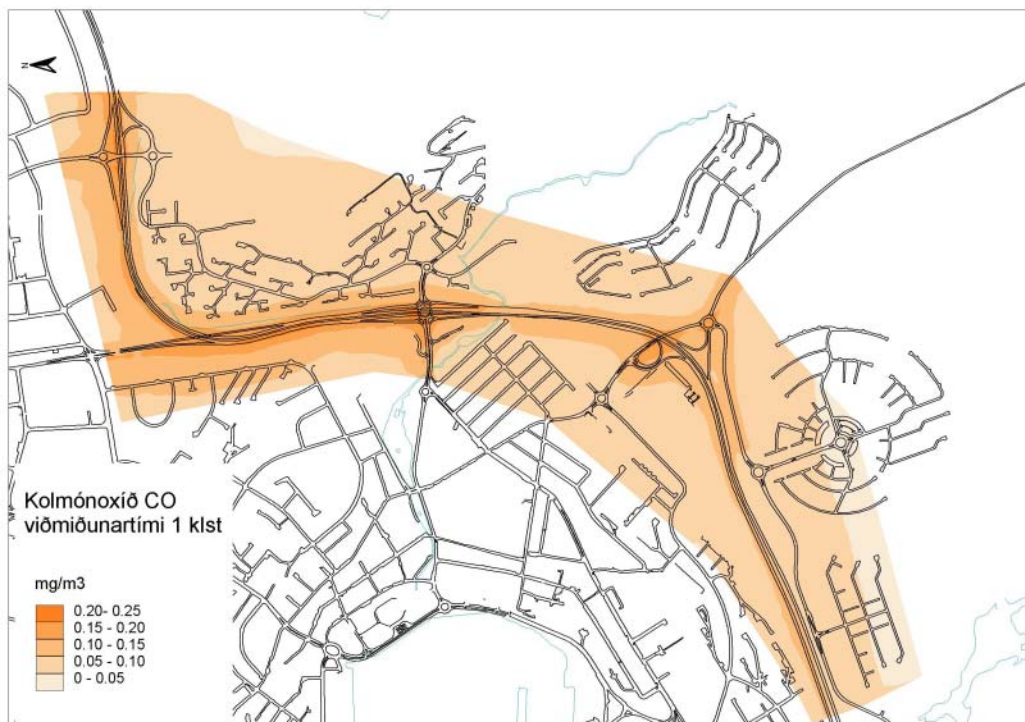 N
Kolmónoxíð CO
viðmiðunartími 1 klst
mg/m3
0.20- 0.25
0.15 - 0.20
0.10 - 0.15
0.05 - 0.10
0 - 0.05